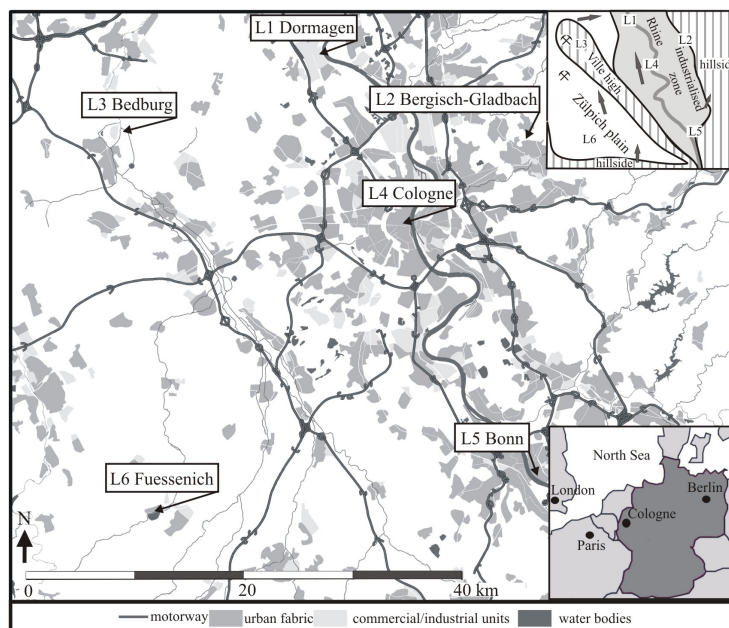 L1 Dormagen
L3 Bedburg
L2 Bergisch-Gladbach
L4 Cologne
L5 Bonn
L6 Fuessenich
L1
L2
L3
hillside
Rhine
industrialised
zone
L4
Ville high
Zülpich plain
L5
L6
hillside
North Sea
London
Berlin
Cologne
Paris
N
0
20
40 km
motorway
urban fabric
commercial/industrial units
water bodies